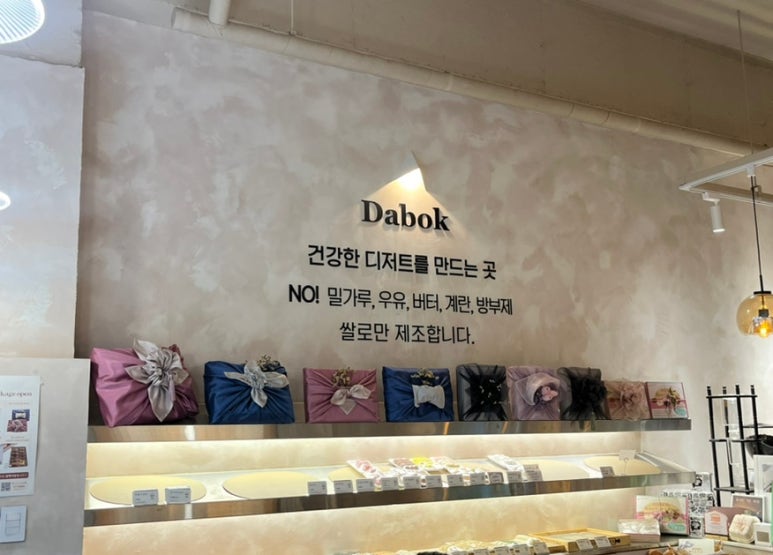 Dabok
건강한 디저트를 만드는 곳
NO! 밀가루, 우유, 버터, 계란, 방부제
쌀로만 제조합니다.